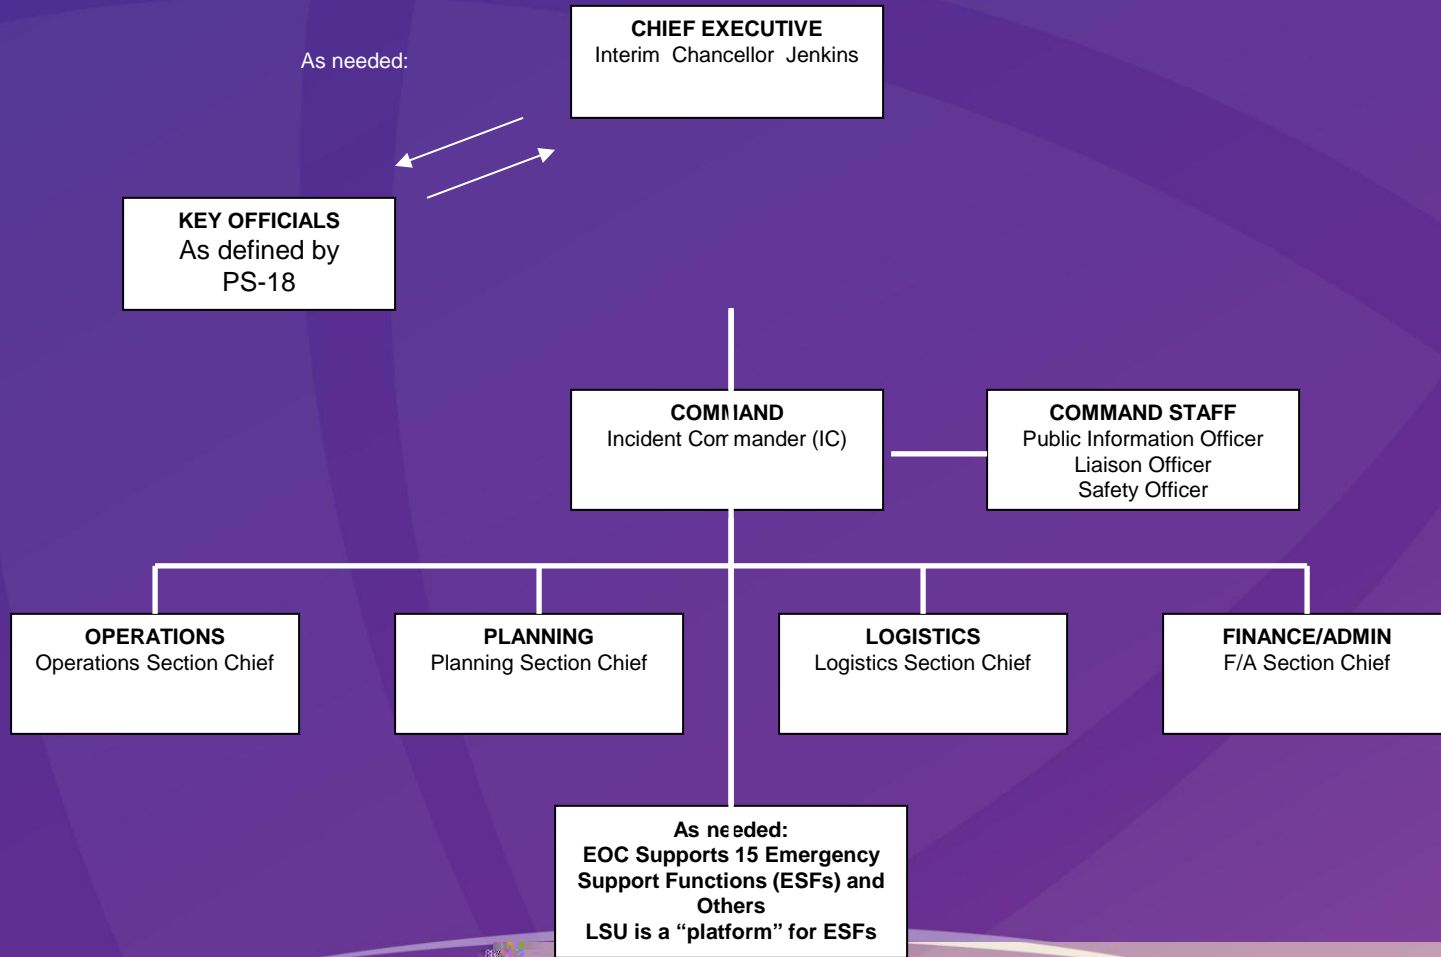 CHIEF EXECUTIVE
Interim Chancellor Jenkins
As needed:
KEY OFFICIALS
As defined by
PS-18
COMMAND
Incident Commander (IC)
COMMAND STAFF
Public Information Officer
Liaison Officer
Safety Officer
OPERATIONS
Operations Section Chief
PLANNING
Planning Section Chief
LOGISTICS
Logistics Section Chief
FINANCE/ADMIN
F/A Section Chief
As needed:
EOC Supports 15 Emergency
Support Functions (ESFs) and
Others
LSU is a “platform” for ESFs